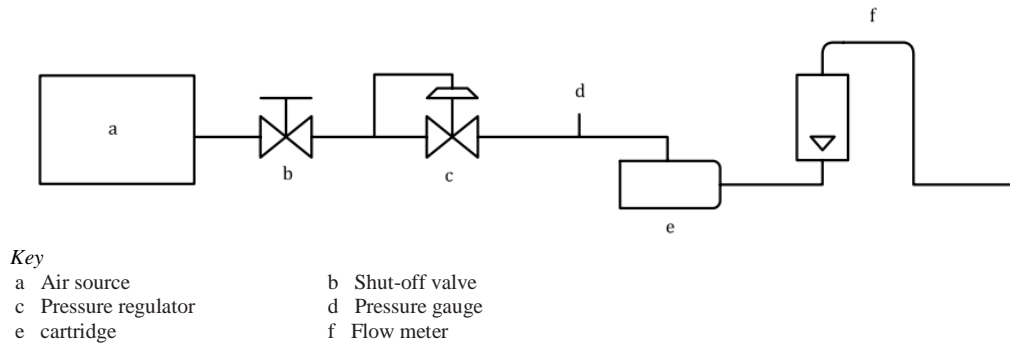 f
d
a
b
c
e
Key
a Air source b Shut-off valve
c Pressure regulator d Pressure gauge
e cartridge f Flow meter